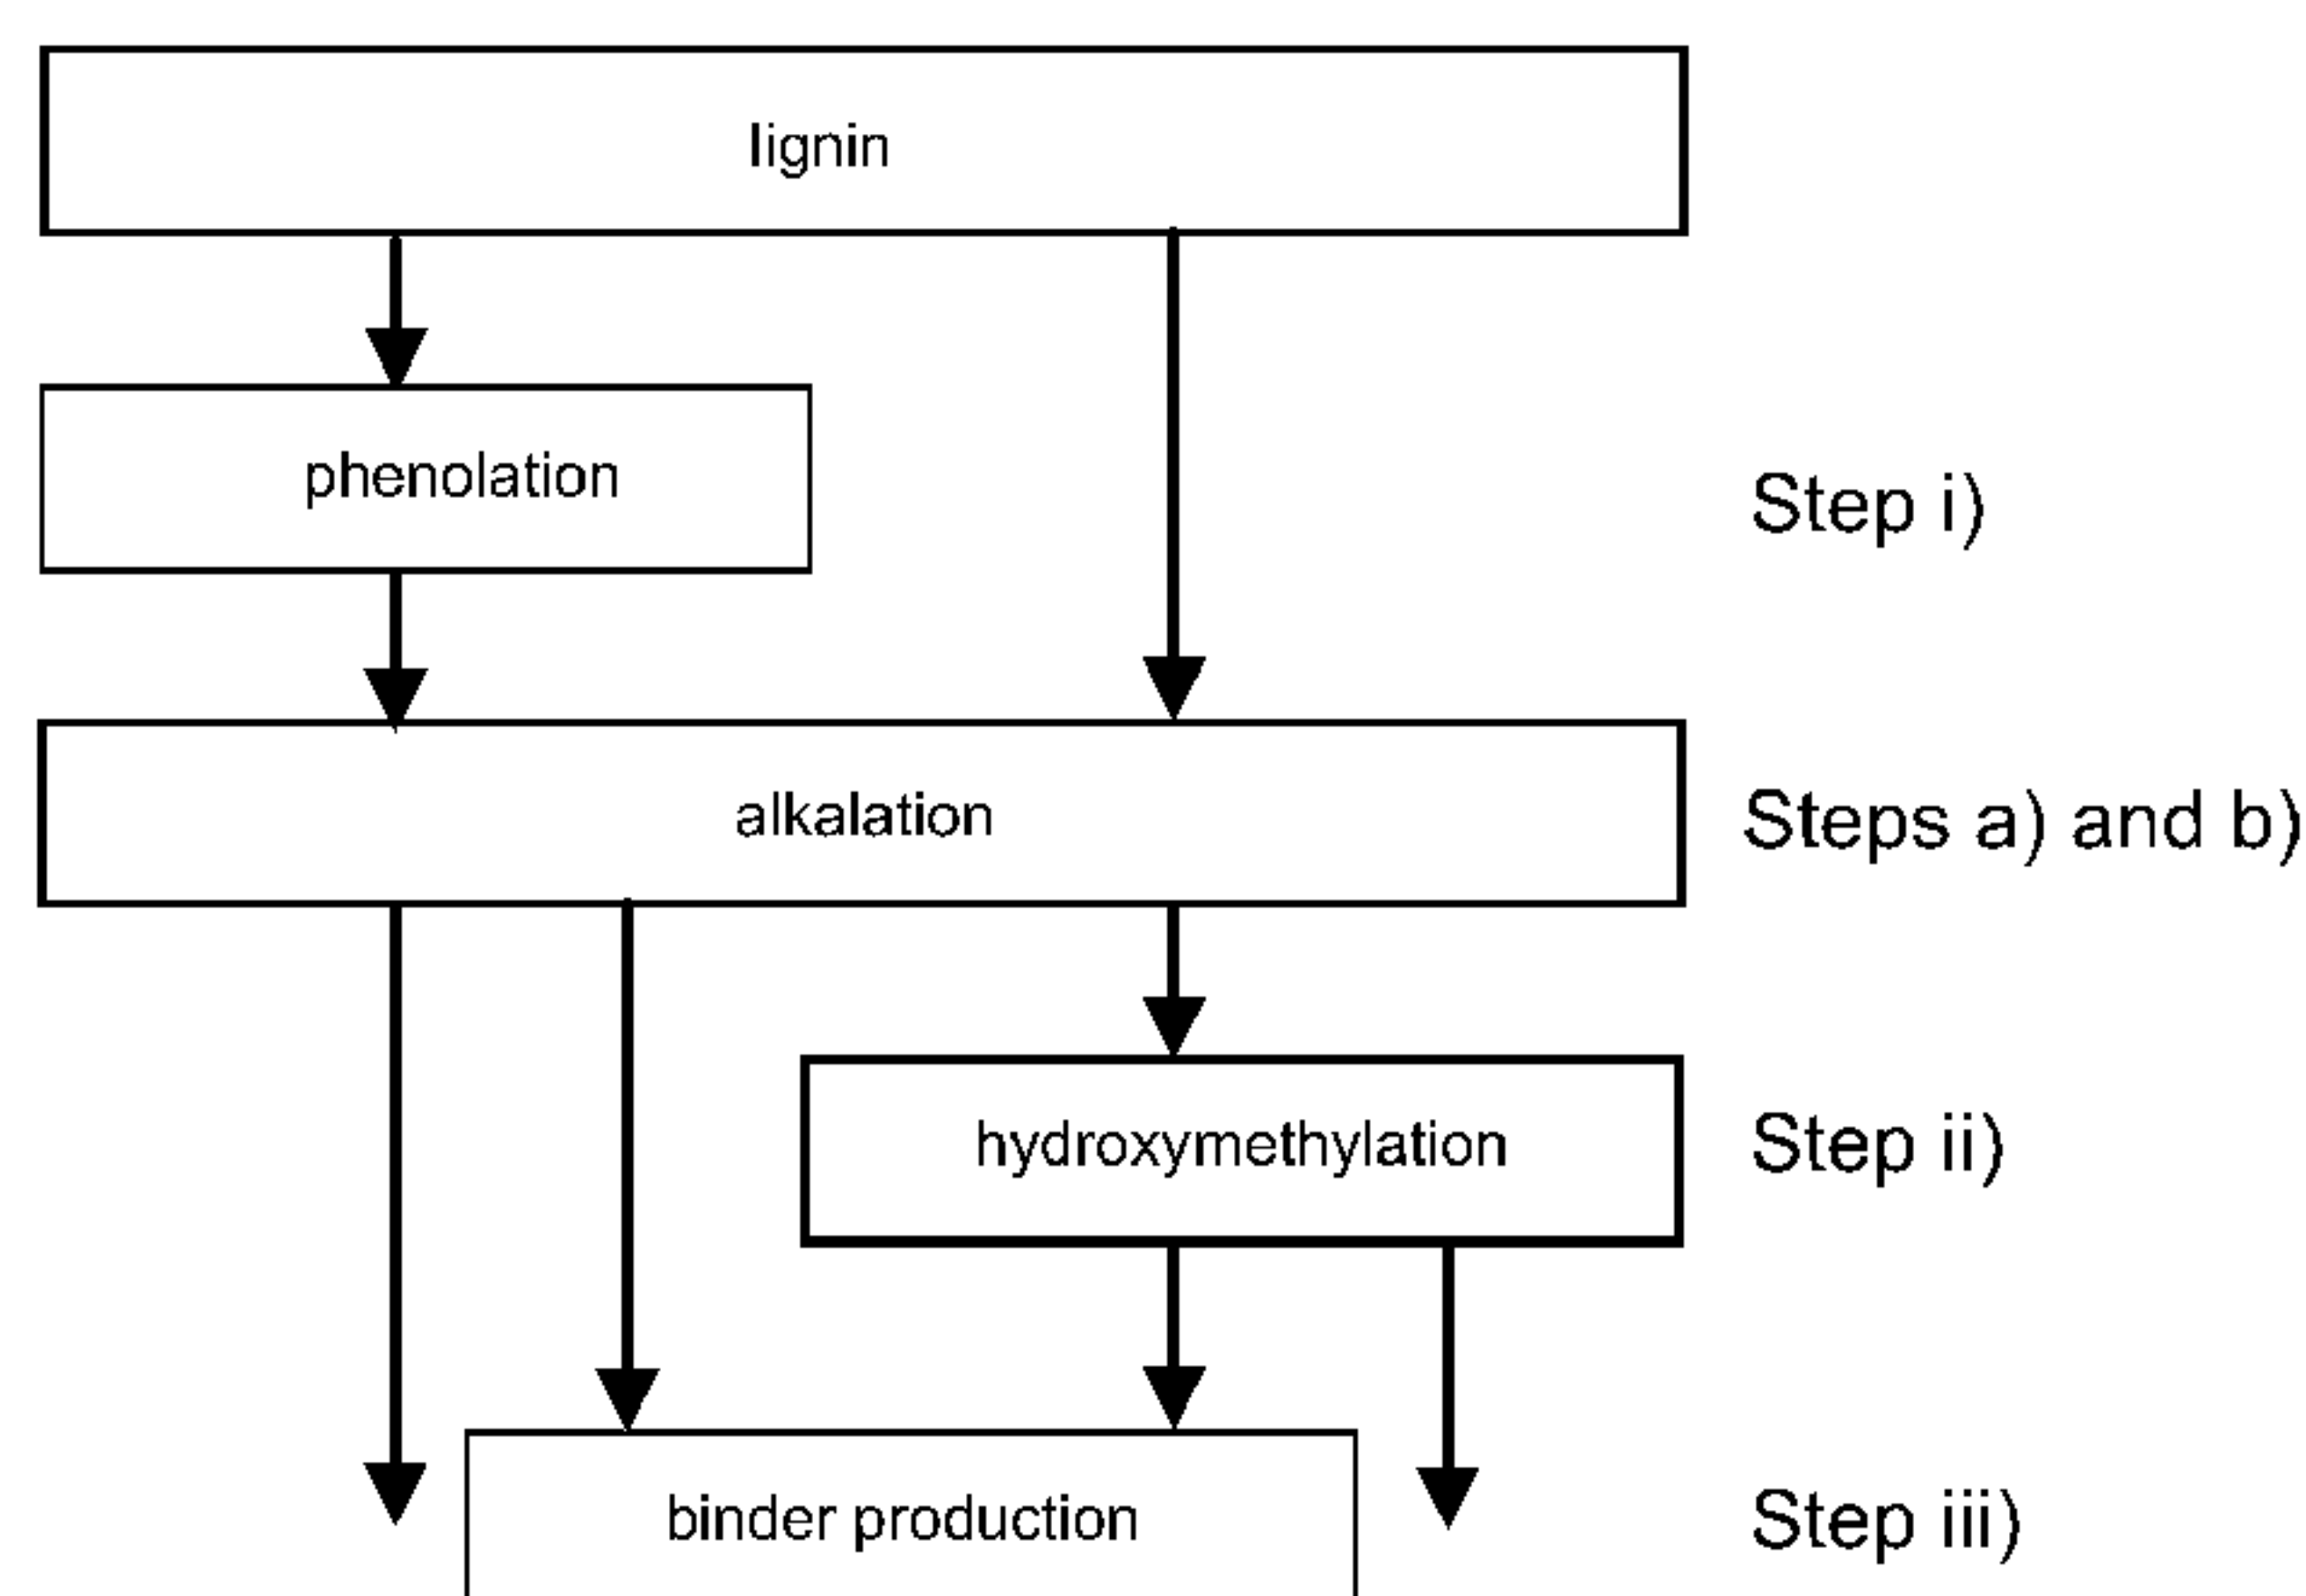 lignin
phenolation
Step i)
alkalation
Steps a) and b)
hydroxymethylation
Step ii)
binder production
Step iii)